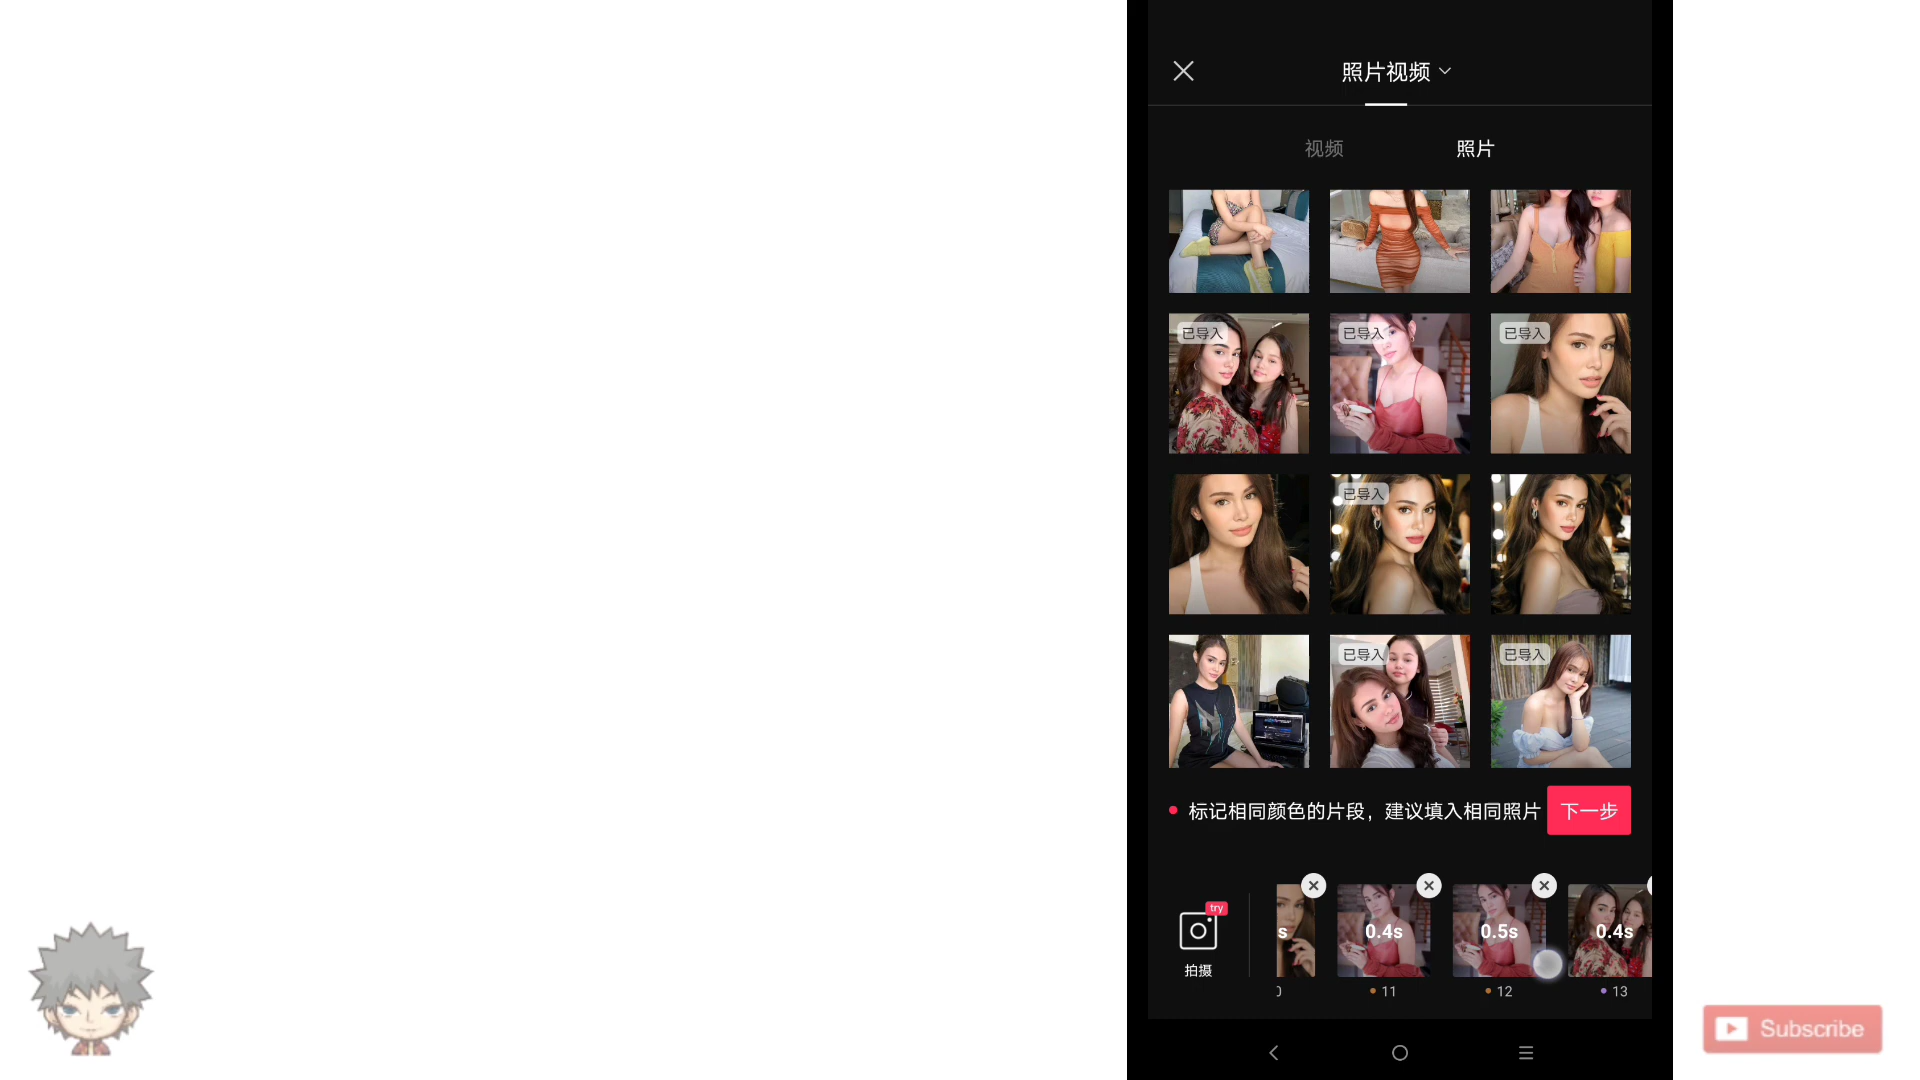 照片视频
视频 照片
已导入 已导入 已导入
已导入
已导入 已导入
标记相同颜色的片段，建议填入相同照片 下一步
try
s 0.4s 0.5s 0.4s
拍摄
11 12 13
Subscribe